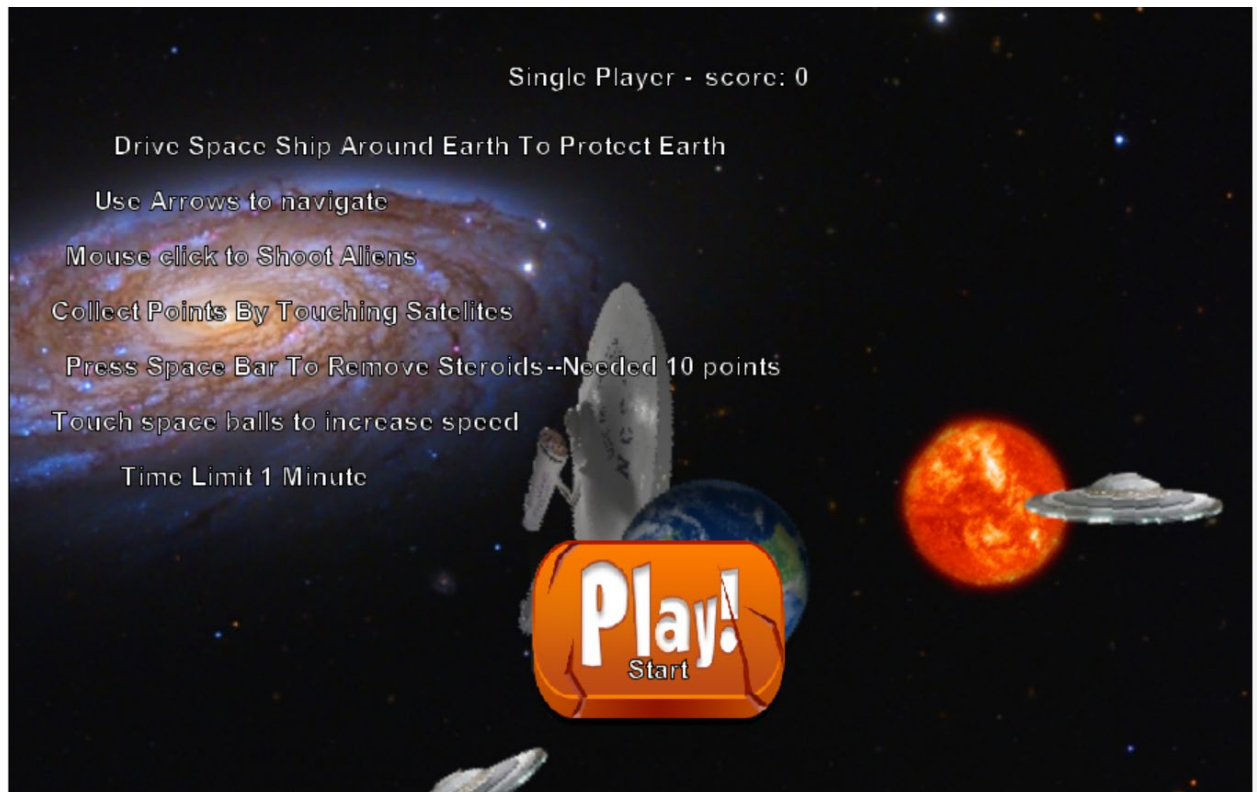 Single Player - score: 0
Drive Space Ship Around Earth To Protect Earth
Use Arrows to navigate
Mouse click to Shoot Aliens
Collect Points By Touching Satelites
Press Space Bar To Remove Steroids--Needed 10 points
Touch space balls to increase speed
Time Limit 1 Minute
Play!
Start